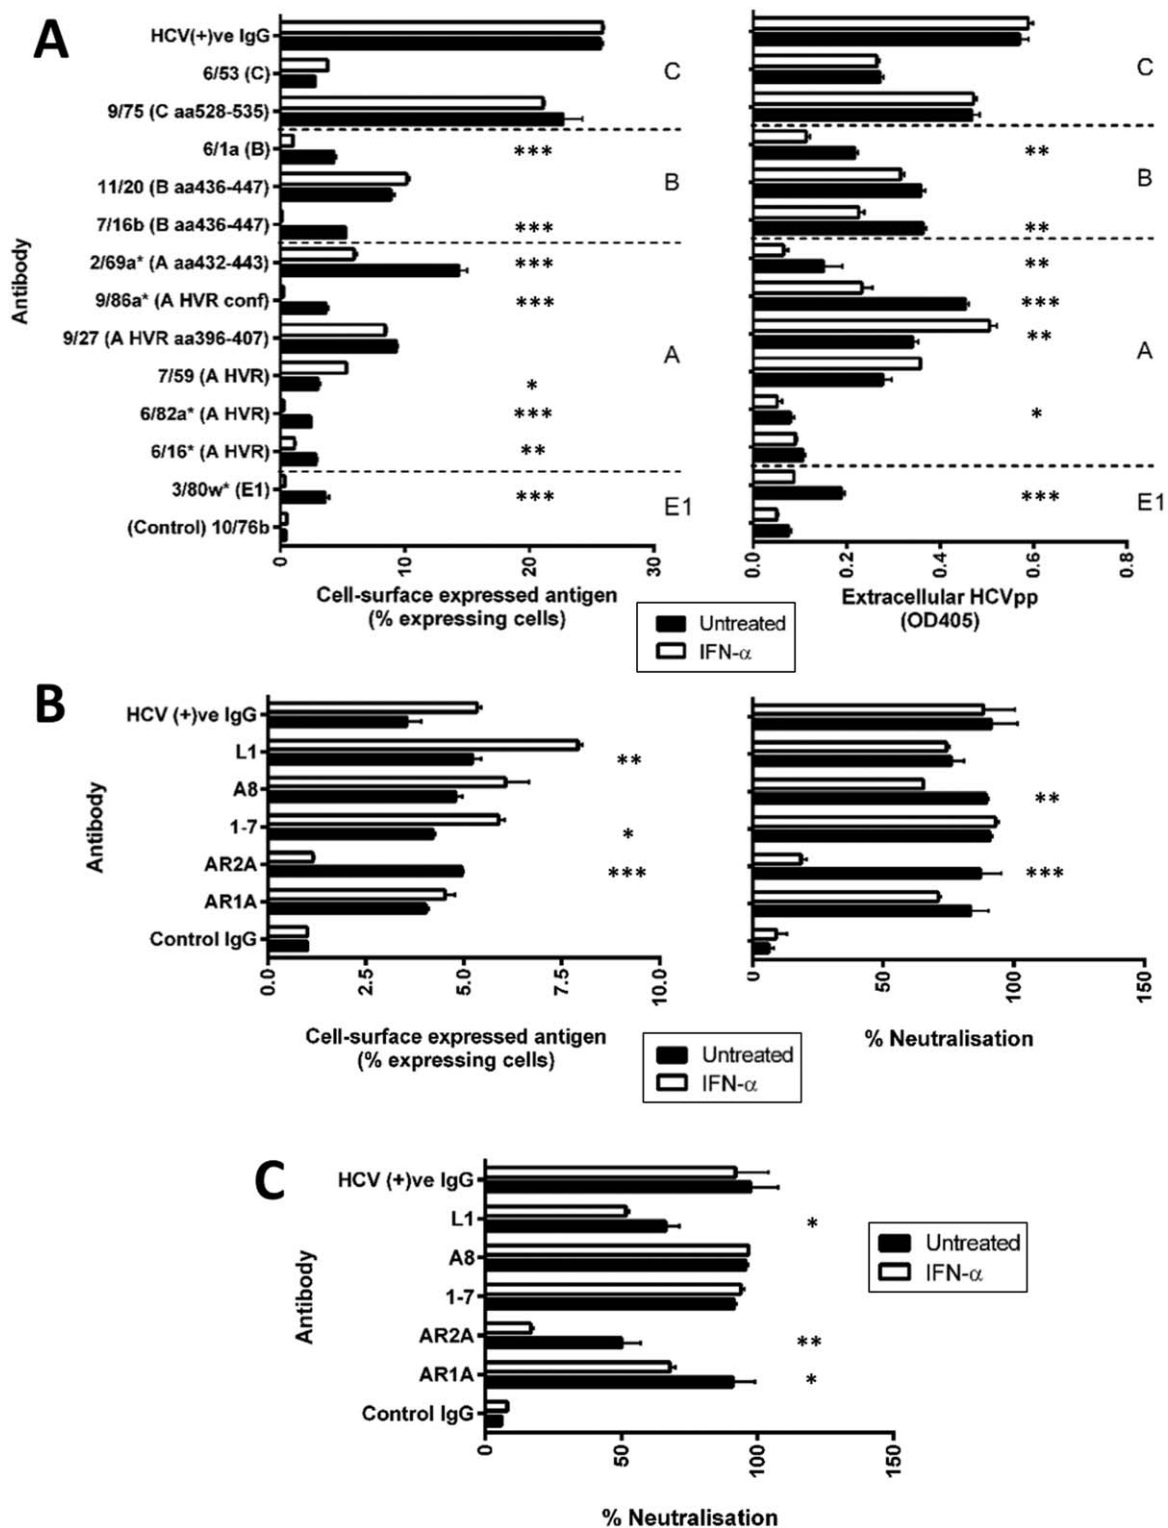 A
Antibody
HCV(+)ve IgG
6/53 (C)
9/75 (C aa528-535)
6/1a (B)
11/20 (B aa436-447)
7/16b (B aa436-447)
2/69a* (A aa432-443)
9/86a* (A HVR conf)
9/27 (A HVR aa396-407)
7/59 (A HVR)
6/82a* (A HVR)
6/16* (A HVR)
3/80w* (E1)
(Control) 10/76b
C
***
B
***
***
***
A
*
***
**
***
E1
0 10 20 30
Cell-surface expressed antigen
(% expressing cells)
C
**
B
**
**
***
**
A
*
***
E1
0.0 0.2 0.4 0.6 0.8
Extracellular HCVpp
(OD405)
Untreated
IFN-α
B
Antibody
HCV (+)ve IgG
L1
A8
1-7
AR2A
AR1A
Control IgG
**
*
***
0.0 2.5 5.0 7.5 10.0
Cell-surface expressed antigen
(% expressing cells)
**
***
0 50 100 150
% Neutralisation
Untreated
IFN-α
C
Antibody
HCV (+)ve IgG
L1
A8
1-7
AR2A
AR1A
Control IgG
*
**
*
0 50 100 150
% Neutralisation
Untreated
IFN-α